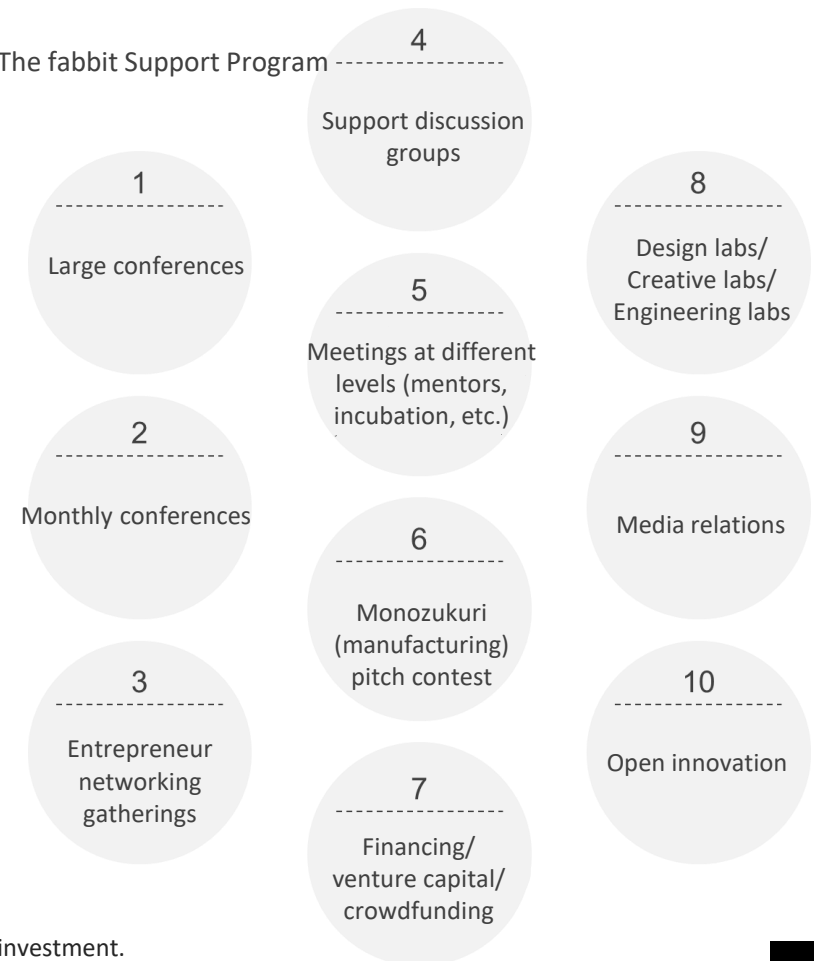 The fabbit Support Program
1
Large conferences
2
Monthly conferences
3
Entrepreneur
networking
gatherings
4
Support discussion
groups
5
Meetings at different
levels (mentors,
incubation, etc.)
6
Monozukuri
(manufacturing)
pitch contest
7
Financing/
venture capital/
crowdfunding
8
Design labs/
Creative labs/
Engineering labs
9
Media relations
10
Open innovation
investment.